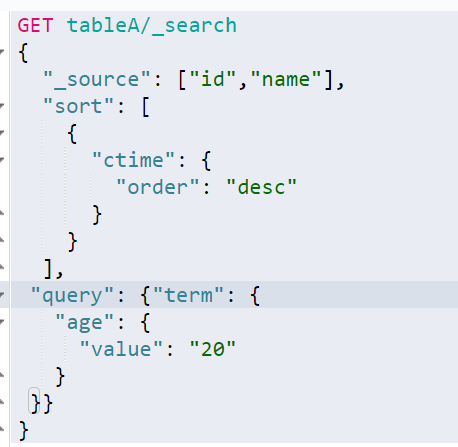 GET tableA/_search
{
  "_source": ["id","name"],
  "sort": [
    {
      "ctime": {
        "order": "desc"
      }
    }
  ],
 "query": {"term": {
    "age": {
      "value": "20"
    }
 }}
}